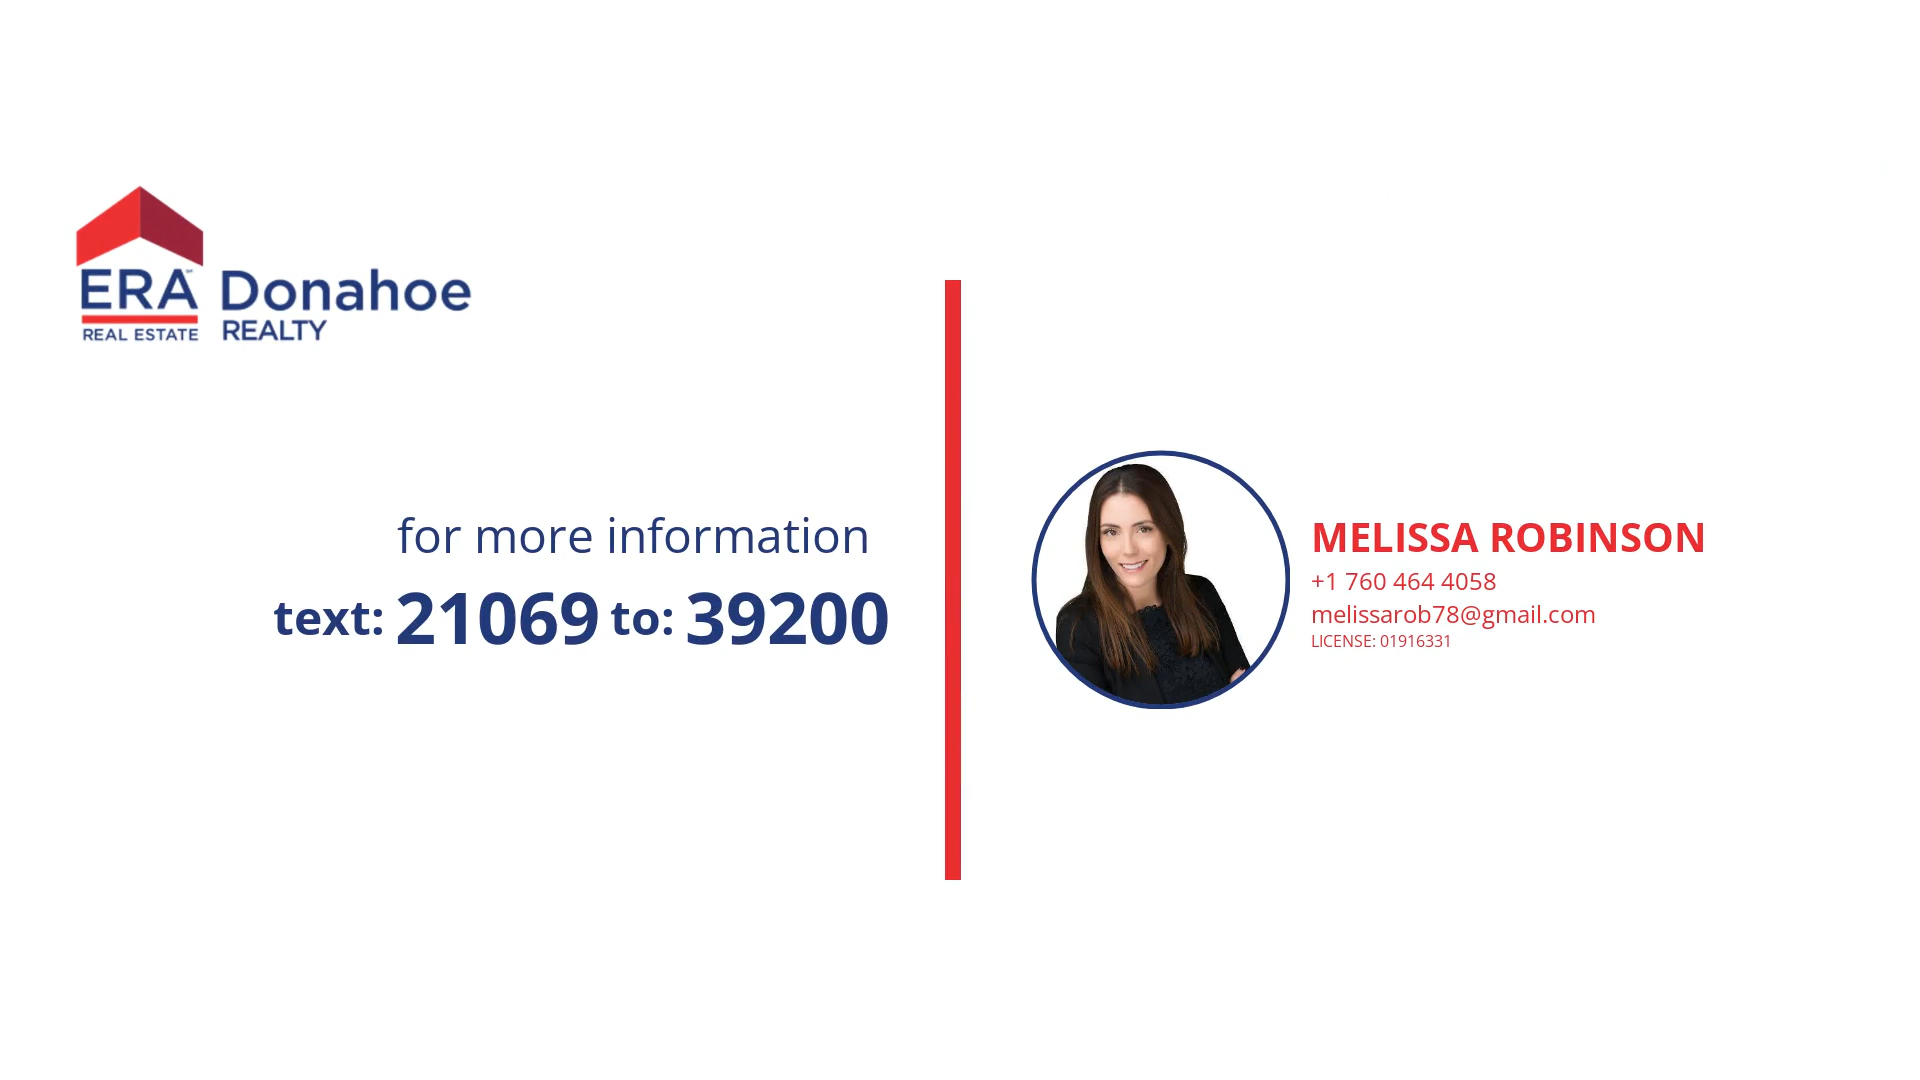 ERA
REAL ESTATE
Donahoe
REALTY
for more information
text: 21069 to: 39200
MELISSA ROBINSON
+1 760 464 4058
melissarob78@gmail.com
LICENSE: 01916331